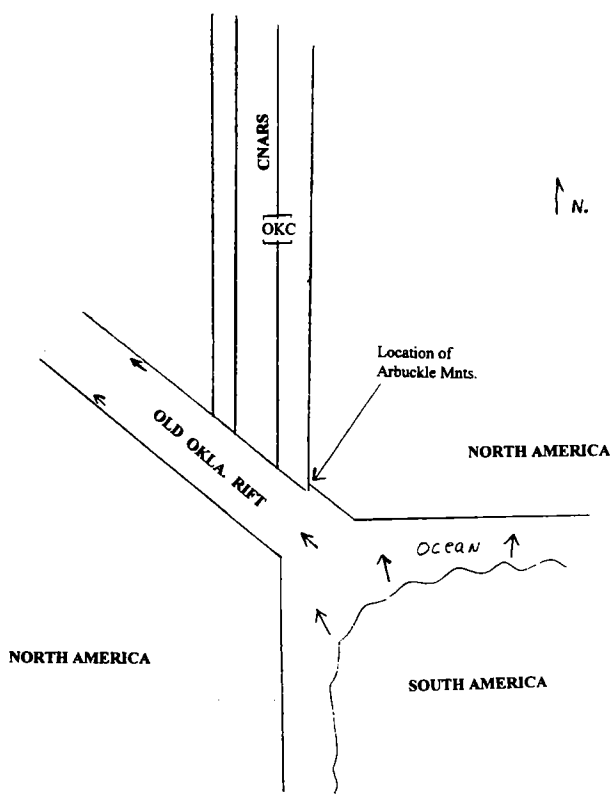 CNARS
OKC
N.
Location of
Arbuckle Mnts.
OLD OKLA. RIFT
NORTH AMERICA
Ocean
NORTH AMERICA
SOUTH AMERICA